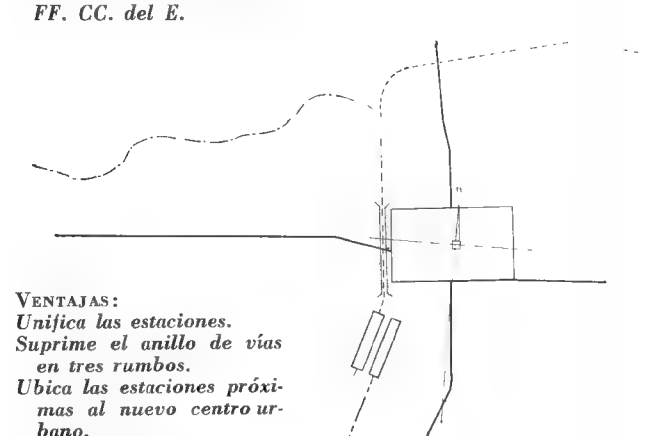 FF. CC. del E.
VENTAJAS:
Unifica las estaciones.
Suprime el anillo de vías
en tres rumbos.
Ubica las estaciones próxi-
mas al nuevo centro ur-
bano.